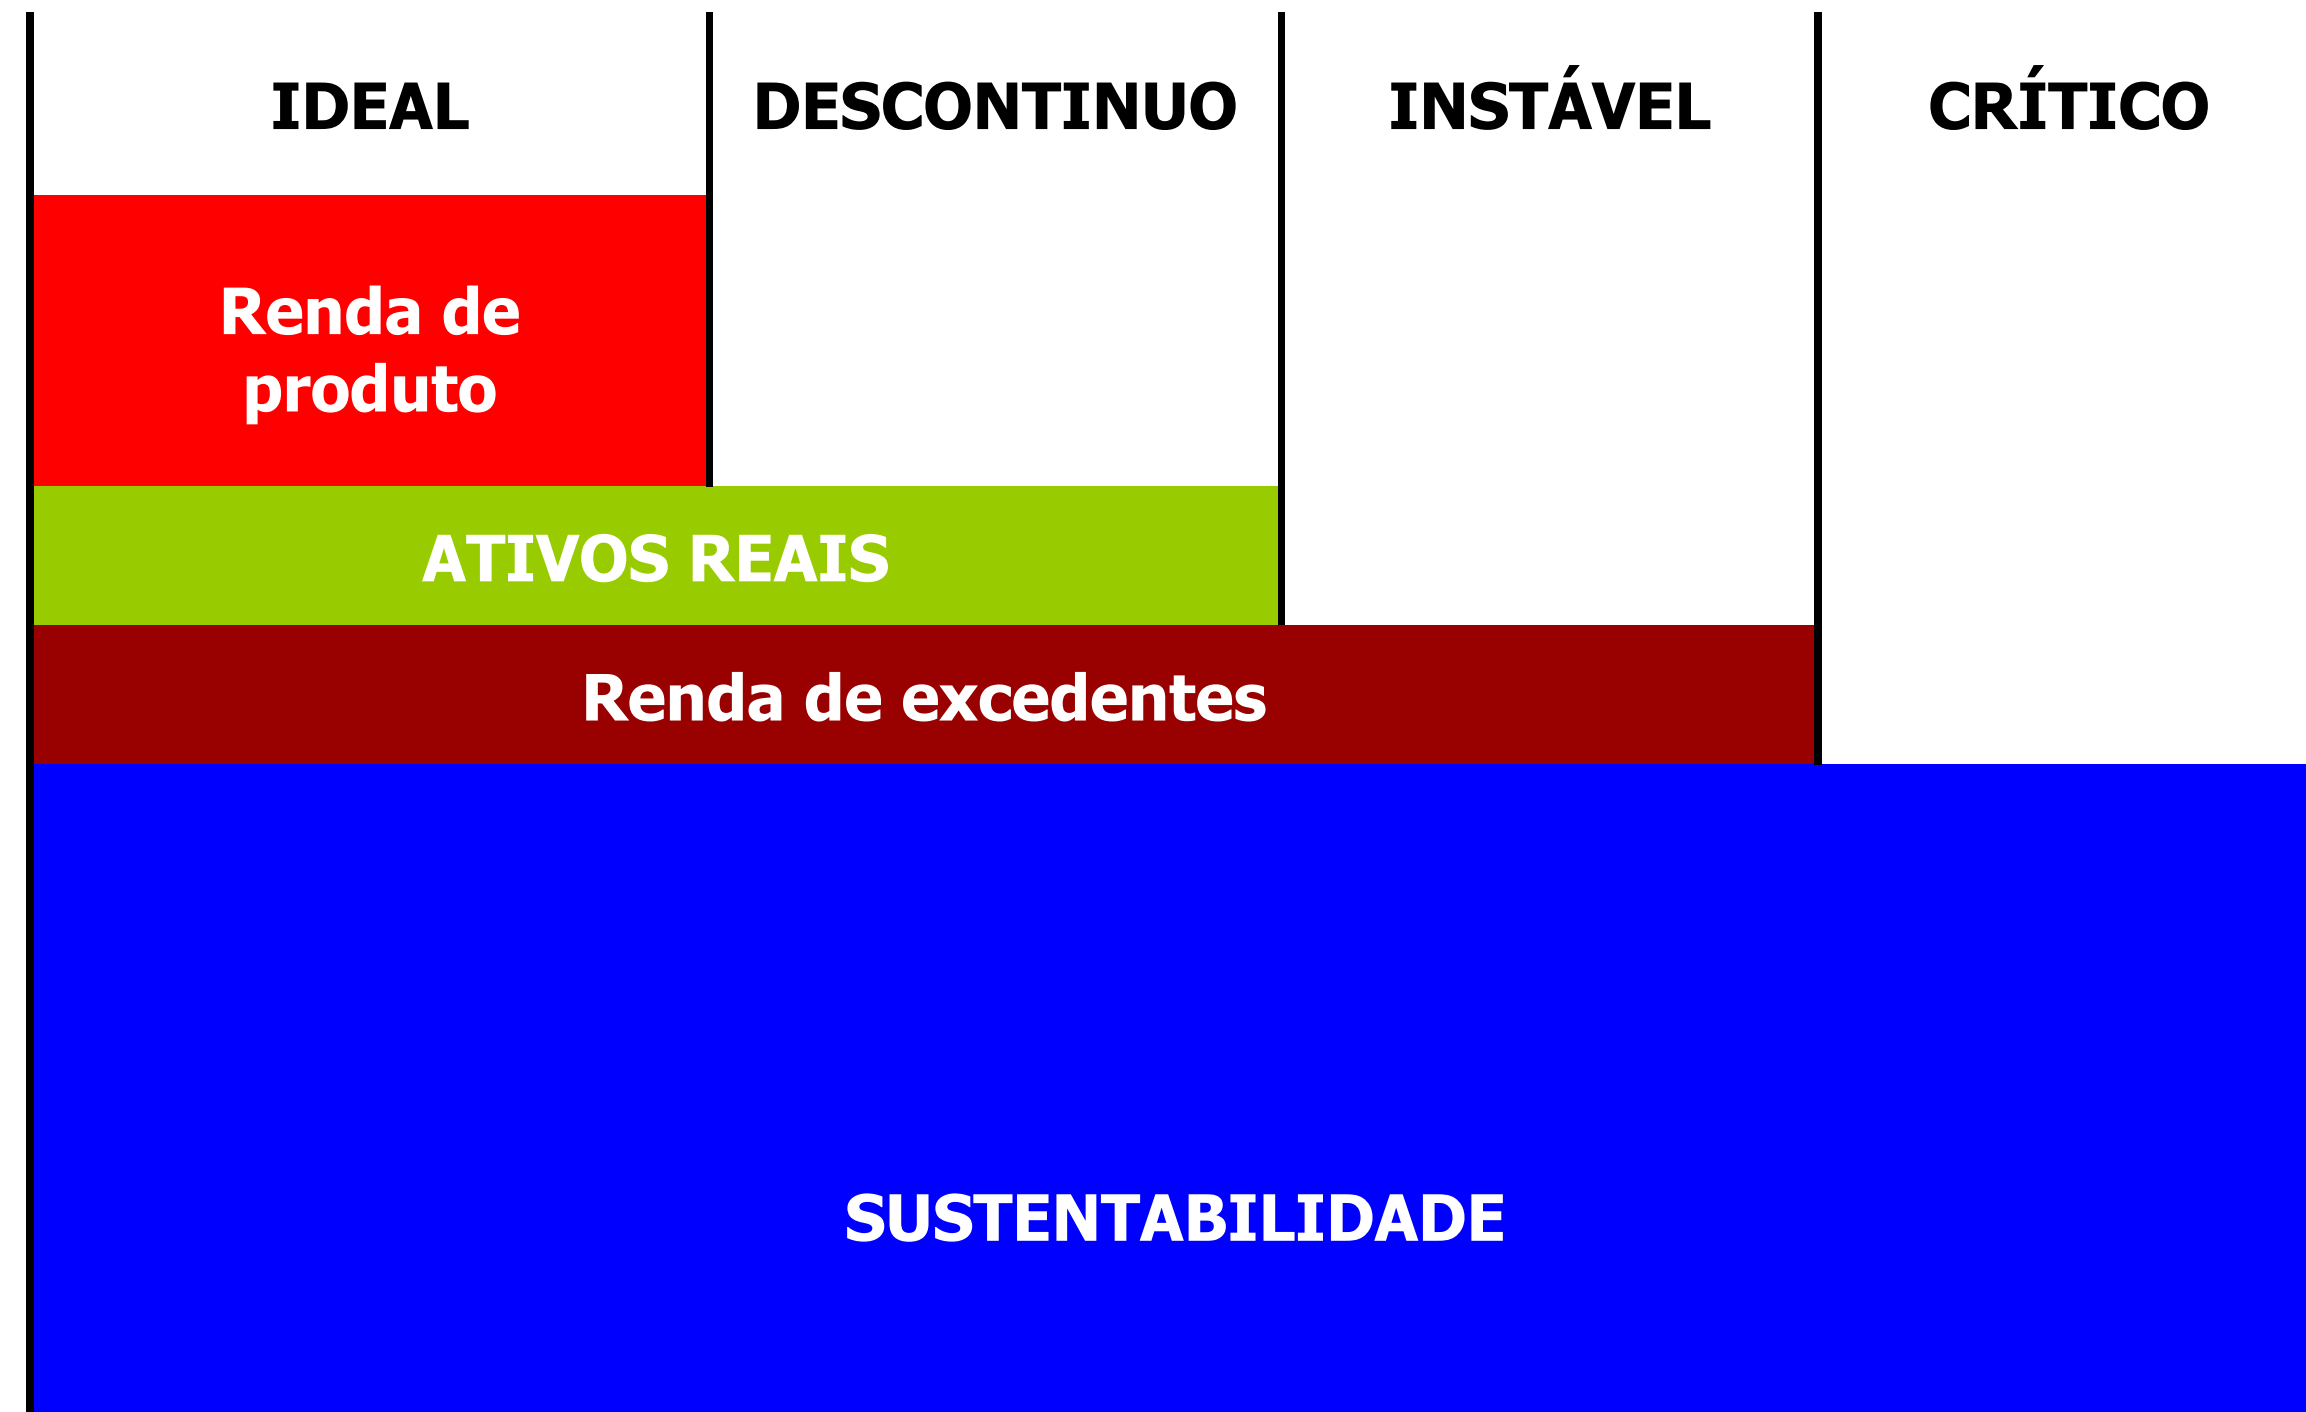 IDEAL
DESCONTINUO
INSTÁVEL
CRÍTICO
Renda de
produto
ATIVOS REAIS
Renda de excedentes
SUSTENTABILIDADE